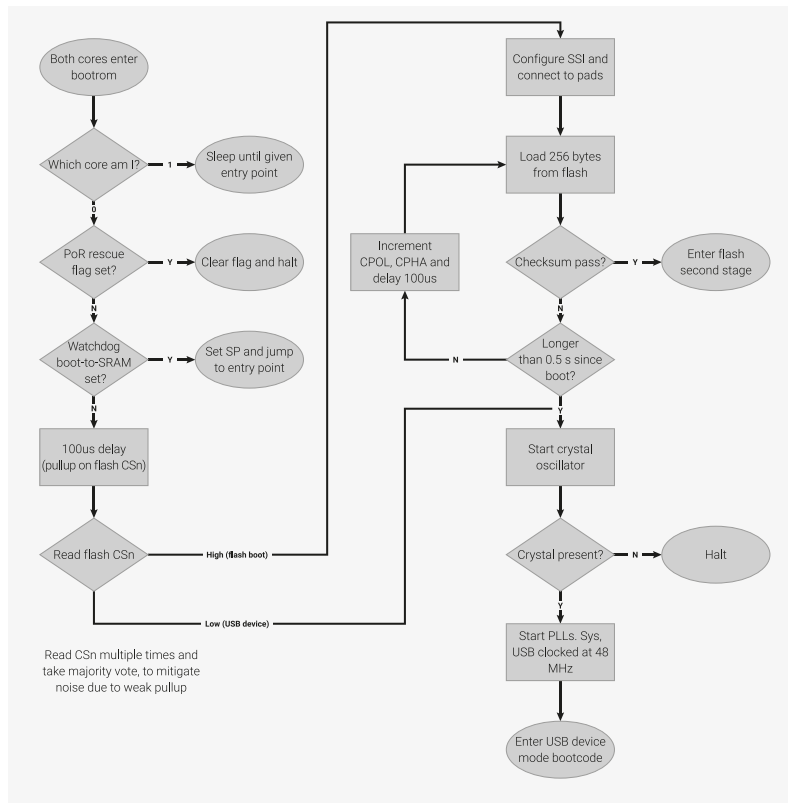 Both cores enter
bootrom
Which core am I?
1
Sleep until given
entry point
0
PoR rescue
flag set?
Y
Clear flag and halt
N
Watchdog
boot-to-SRAM
set?
Y
Set SP and jump
to entry point
N
100us delay
(pullup on flash CSn)
Read flash CSn
High (flash boot)
Low (USB device)
Read CSn multiple times and
take majority vote, to mitigate
noise due to weak pullup
Configure SSI and
connect to pads
Load 256 bytes
from flash
Increment
CPOL, CPHA and
delay 100us
Checksum pass?
Y
Enter flash
second stage
N
Longer
than 0.5 s since
boot?
N
Y
Start crystal
oscillator
Crystal present?
N
Halt
Y
Start PLLs. Sys,
USB clocked at 48
MHz
Enter USB device
mode bootcode